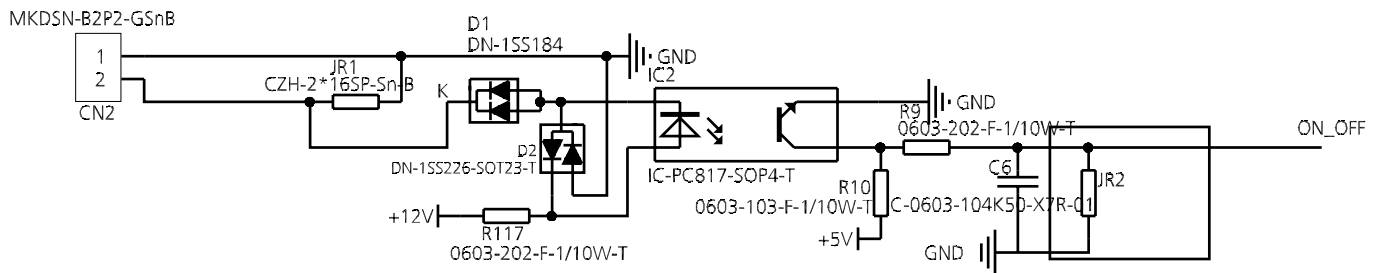 MKDSN-B2P2-GSnB
1
2
CN2
JR1
CZH-2*16SP-Sn-B
D1
DN-1SS184
K
GND
IC2
D2
DN-1SS226-SOT23-T
+12V
R117
0603-202-F-1/10W-T
IC-PC817-SOP4-T
GND
R9
0603-202-F-1/10W-T
ON_OFF
R10
0603-103-F-1/10W-T
+5V
C6
C-0603-104K50-X7R-01
JR2
GND